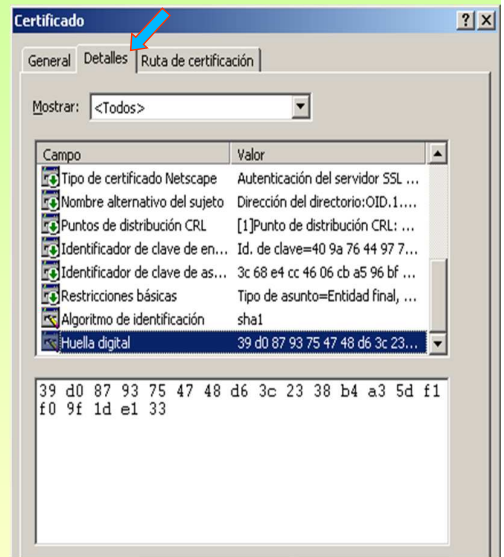 Certificado
General Detalles Ruta de certificación
Mostrar: <Todos>
Campo Valor
Tipo de certificado Netscape Autenticación del servidor SSL ...
Nombre alternativo del sujeto Dirección del directorio:OID.1....
Puntos de distribución CRL [1]Punto de distribución CRL: ...
Identificador de clave de en... Id. de clave=40 9a 76 44 97 7...
Identificador de clave de as... 3c 68 e4 cc 46 06 cb a5 96 bf ...
Restricciones básicas Tipo de asunto=Entidad final, ...
Algoritmo de identificación sha1
Huella digital 39 d0 87 93 75 47 48 d6 3c 23...
39 d0 87 93 75 47 48 d6 3c 23 38 b4 a3 5d f1
f0 9f 1d e1 33